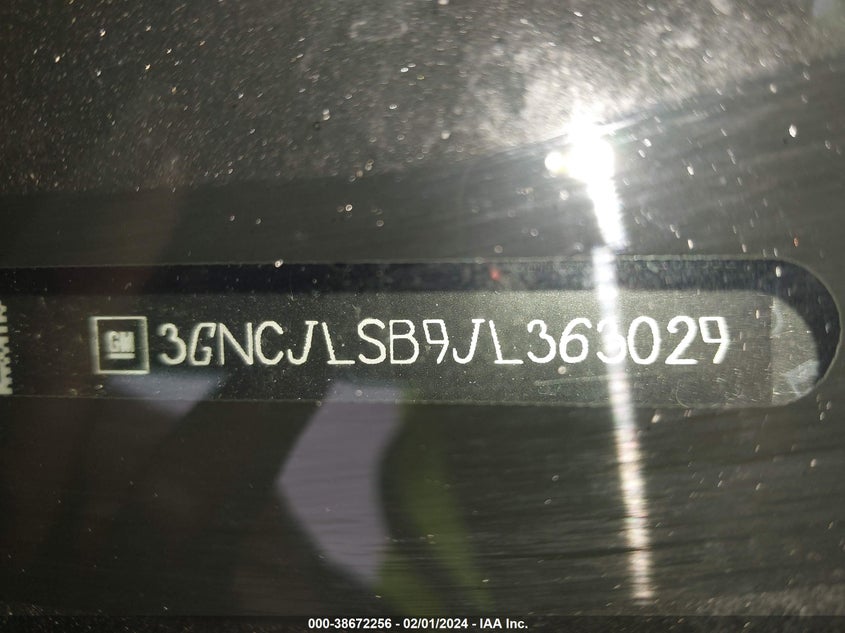 GM 3GNCJLSB9JL363029
000-38672256 - 02/01/2024 - IAA Inc.